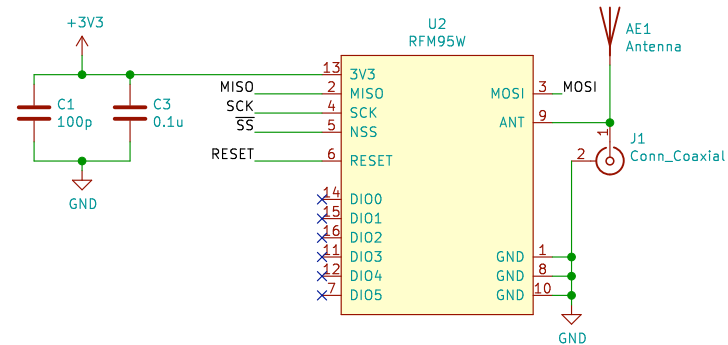 +3V3
C1
100p
C3
0.1u
GND
MISO
SCK
SS
RESET
U2
RFM95W
13 3V3
2 MISO
4 SCK
5 NSS
6 RESET
14 DIO0
15 DIO1
16 DIO2
11 DIO3
12 DIO4
7 DIO5
MOSI 3 MOSI
ANT 9
GND 1
GND 8
GND 10
AE1
Antenna
1
2
J1
Conn_Coaxial
GND